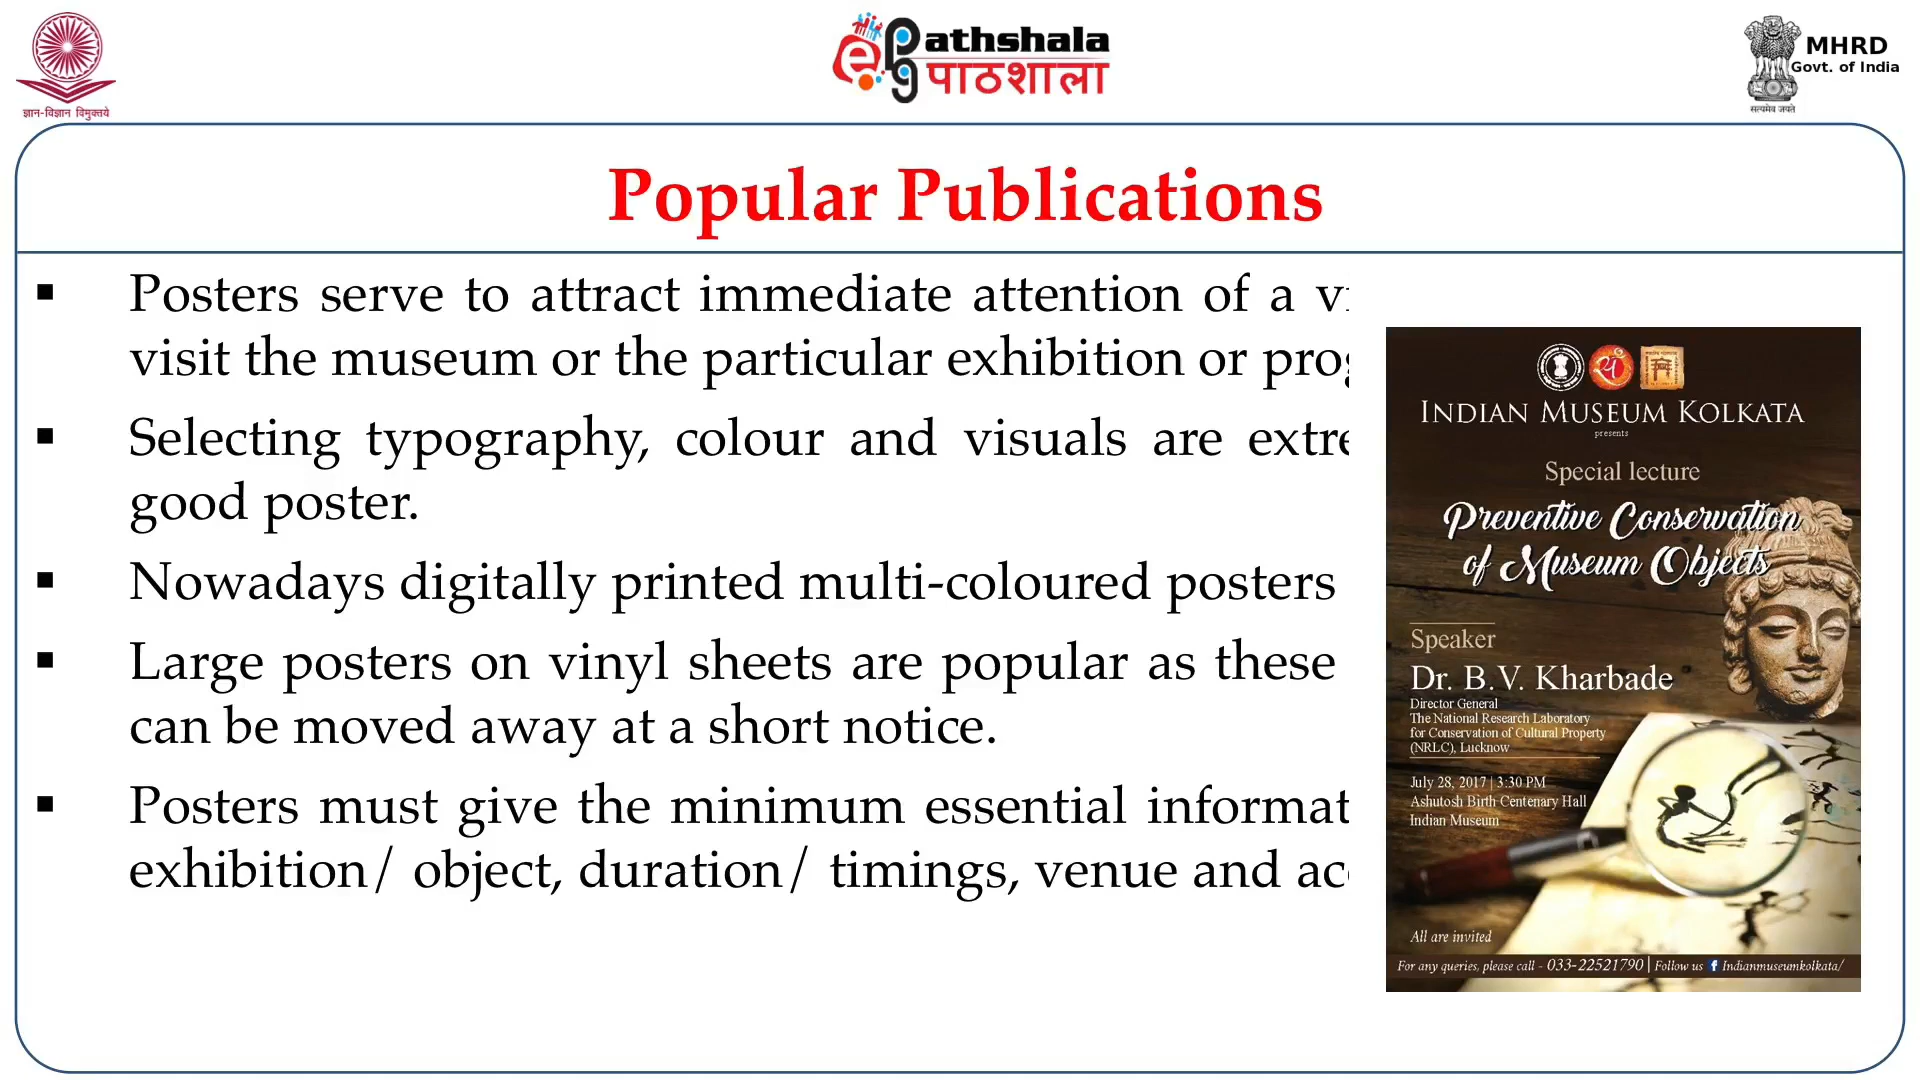 ज्ञान-विज्ञान विमुक्तये
ePG Pathshala
पाठशाला
MHRD
Govt. of India
सत्यमेव जयते
Popular Publications
▪ Posters serve to attract immediate attention of a
visit the museum or the particular exhibition or
▪ Selecting typography, colour and visuals are
good poster.
▪ Nowadays digitally printed multi-coloured posters
▪ Large posters on vinyl sheets are popular as these
can be moved away at a short notice.
▪ Posters must give the minimum essential
exhibition/ object, duration/ timings, venue and
INDIAN MUSEUM KOLKATA
presents
Special lecture
Preventive Conservation
of Museum Objects
Speaker
Dr. B.V. Kharbade
Director General
The National Research Laboratory
for Conservation of Cultural Property
(NRLC), Lucknow
July 28, 2017 | 3:30 PM
Ashutosh Birth Centenary Hall
Indian Museum
All are invited
For any queries, please call - 033-22521790 | Follow us f Indianmuseumkolkata/